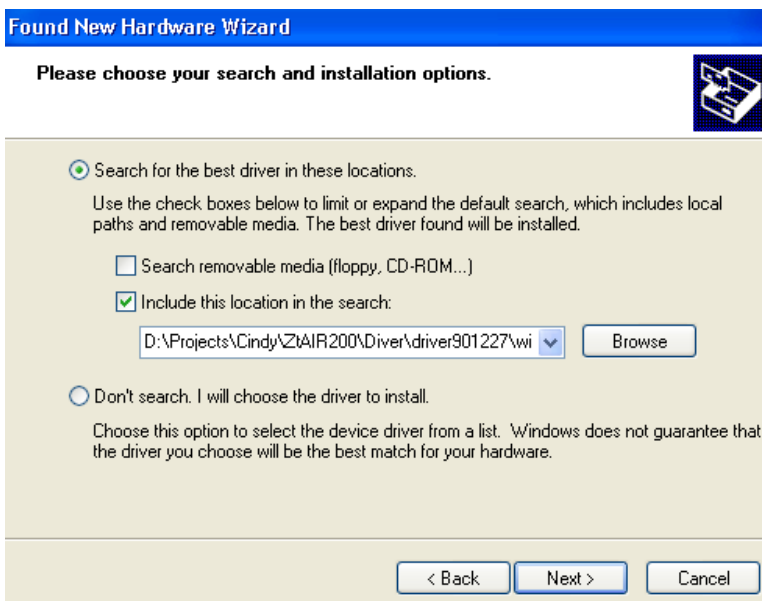 Found New Hardware Wizard
Please choose your search and installation options.
Search for the best driver in these locations.
Use the check boxes below to limit or expand the default search, which includes local
paths and removable media. The best driver found will be installed.
Search removable media (floppy, CD-ROM...)
Include this location in the search:
D:\Projects\Cindy\ZtAIR200\Diver\driver901227\wi
Browse
Don't search. I will choose the driver to install.
Choose this option to select the device driver from a list. Windows does not guarantee that
the driver you choose will be the best match for your hardware.
< Back Next > Cancel